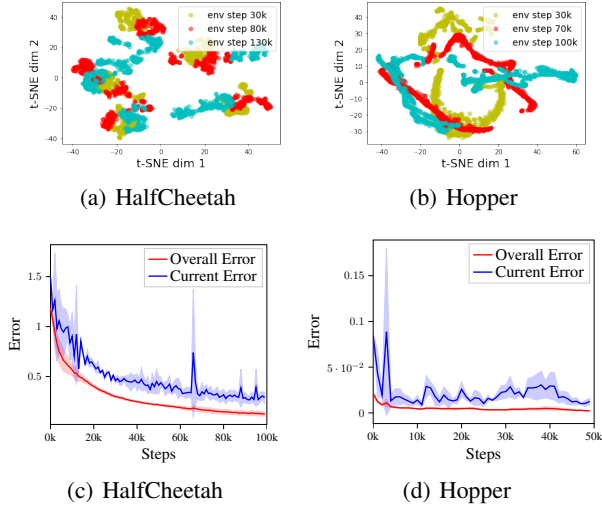 t-SNE dim 2
40
20
0
−20
−40
env step 30k
env step 80k
env step 130k
−40 −20 0 20 40
t-SNE dim 1
(a) HalfCheetah
t-SNE dim 2
40
30
20
10
0
−10
−20
−30
env step 30k
env step 70k
env step 100k
−40 −20 0 20 40 60
t-SNE dim 1
(b) Hopper
Error
1.5
1
0.5
Overall Error
Current Error
0k 20k 40k 60k 80k 100k
Steps
(c) HalfCheetah
Error
0.15
0.1
5 · 10⁻²
0
Overall Error
Current Error
0k 10k 20k 30k 40k 50k
Steps
(d) Hopper